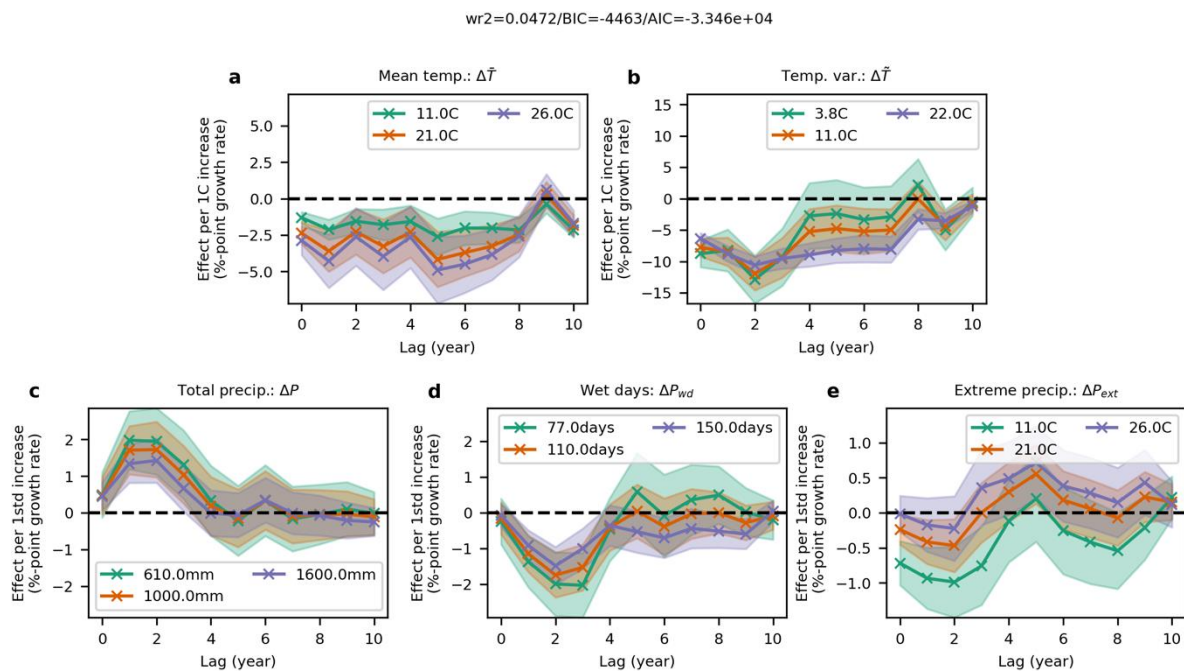 wr2=0.0472/BIC=-4463/AIC=-3.346e+04
a
Mean temp.: ΔT̄
Effect per 1C increase
(%-point growth rate)
5.0
2.5
0.0
−2.5
−5.0
11.0C
21.0C
26.0C
0 2 4 6 8 10
Lag (year)
b
Temp. var.: ΔT̃
Effect per 1C increase
(%-point growth rate)
15
10
5
0
−5
−10
−15
3.8C
11.0C
22.0C
0 2 4 6 8 10
Lag (year)
c
Total precip.: ΔP
Effect per 1std increase
(%-point growth rate)
2
1
0
−1
−2
610.0mm
1000.0mm
1600.0mm
0 2 4 6 8 10
Lag (year)
d
Wet days: ΔPwd
Effect per 1std increase
(%-point growth rate)
2
1
0
−1
−2
77.0days
110.0days
150.0days
0 2 4 6 8 10
Lag (year)
e
Extreme precip.: ΔPext
Effect per 1std increase
(%-point growth rate)
1.0
0.5
0.0
−0.5
−1.0
11.0C
21.0C
26.0C
0 2 4 6 8 10
Lag (year)